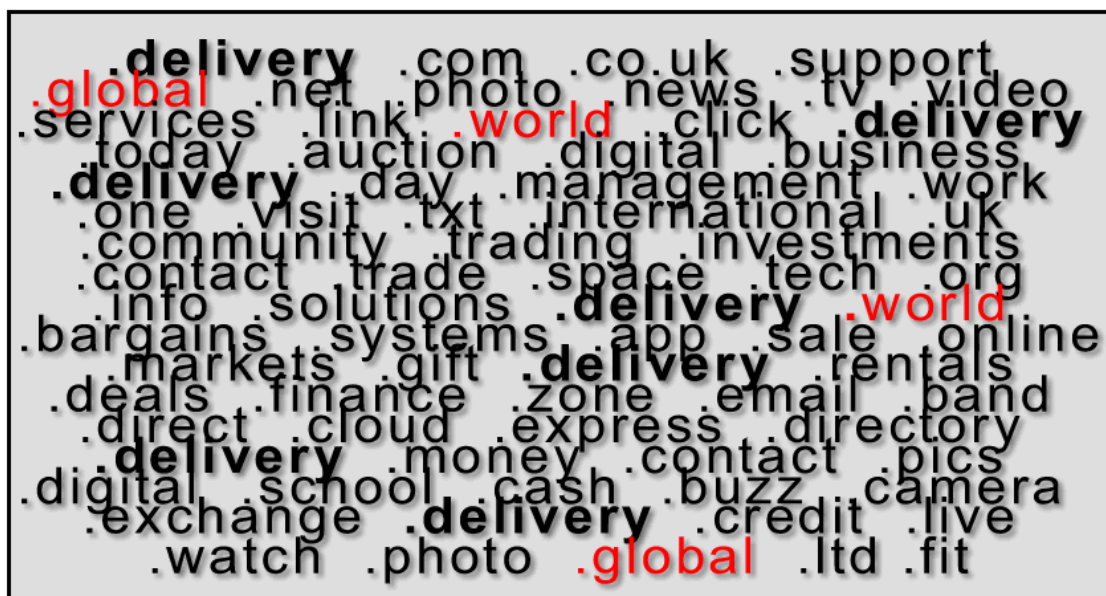 .delivery .com .co.uk .support
.global .net .photo .news .tv .video
.services .link .world .click .delivery
.today .auction .digital .business
.delivery .day .management .work
.one .visit .txt .international .uk
.community .trading .investments
.contact .trade .space .tech .org
.info .solutions .delivery .world
.bargains .systems .app .sale .online
.markets .gift .delivery .rentals
.deals .finance .zone .email .band
.direct .cloud .express .directory
.delivery .money .contact .pics
.digital .school .cash .buzz .camera
.exchange .delivery .credit .live
.watch .photo .global .ltd .fit